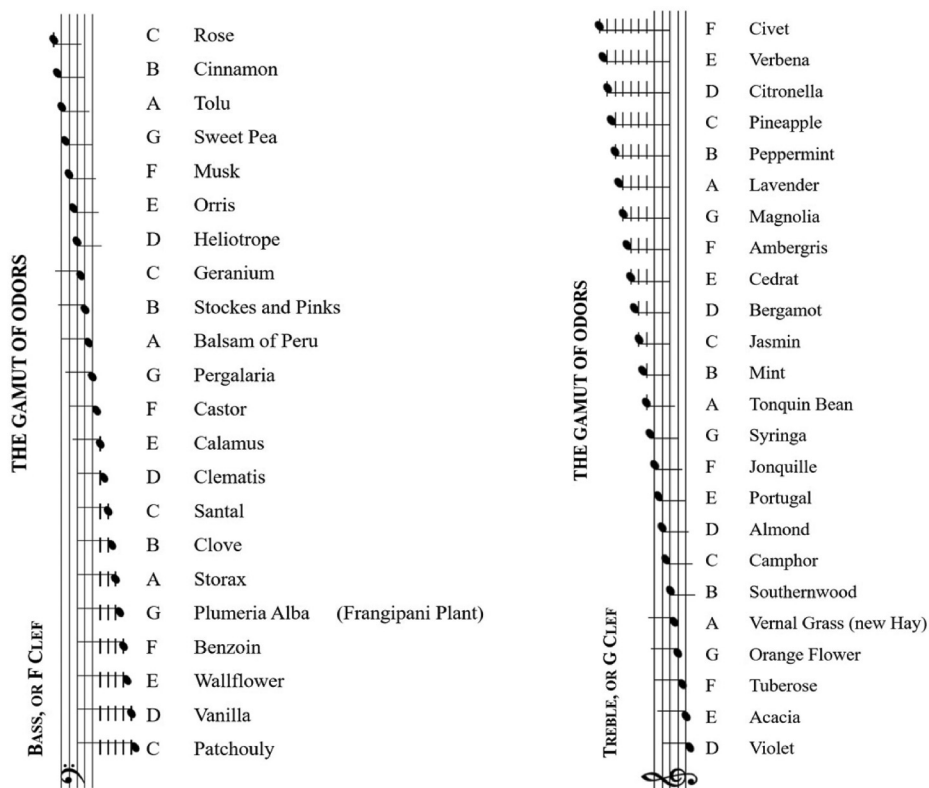 THE GAMUT OF ODORS
BASS, OR F CLEF
C Rose
B Cinnamon
A Tolu
G Sweet Pea
F Musk
E Orris
D Heliotrope
C Geranium
B Stockes and Pinks
A Balsam of Peru
G Pergalaria
F Castor
E Calamus
D Clematis
C Santal
B Clove
A Storax
G Plumeria Alba (Frangipani Plant)
F Benzoin
E Wallflower
D Vanilla
C Patchouly
THE GAMUT OF ODORS
TREBLE, OR G CLEF
F Civet
E Verbena
D Citronella
C Pineapple
B Peppermint
A Lavender
G Magnolia
F Ambergris
E Cedrat
D Bergamot
C Jasmin
B Mint
A Tonquin Bean
G Syringa
F Jonquille
E Portugal
D Almond
C Camphor
B Southernwood
A Vernal Grass (new Hay)
G Orange Flower
F Tuberose
E Acacia
D Violet